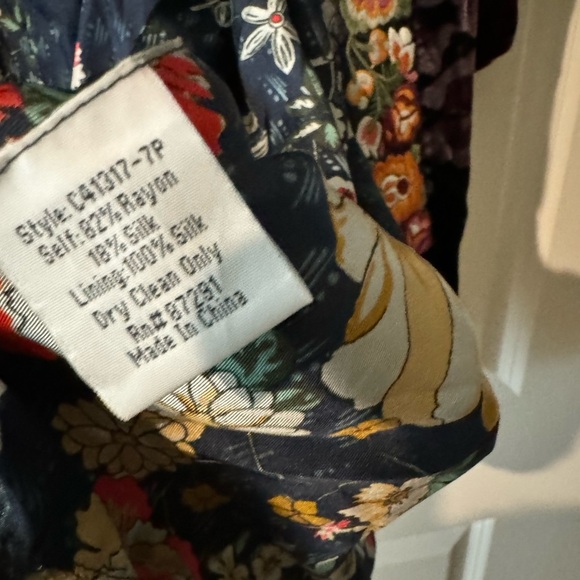 Style:C41317-7P
Self:82% Rayon
18% Silk
Lining:100% Silk
Dry Clean Only
Rn# 87291
Made In China